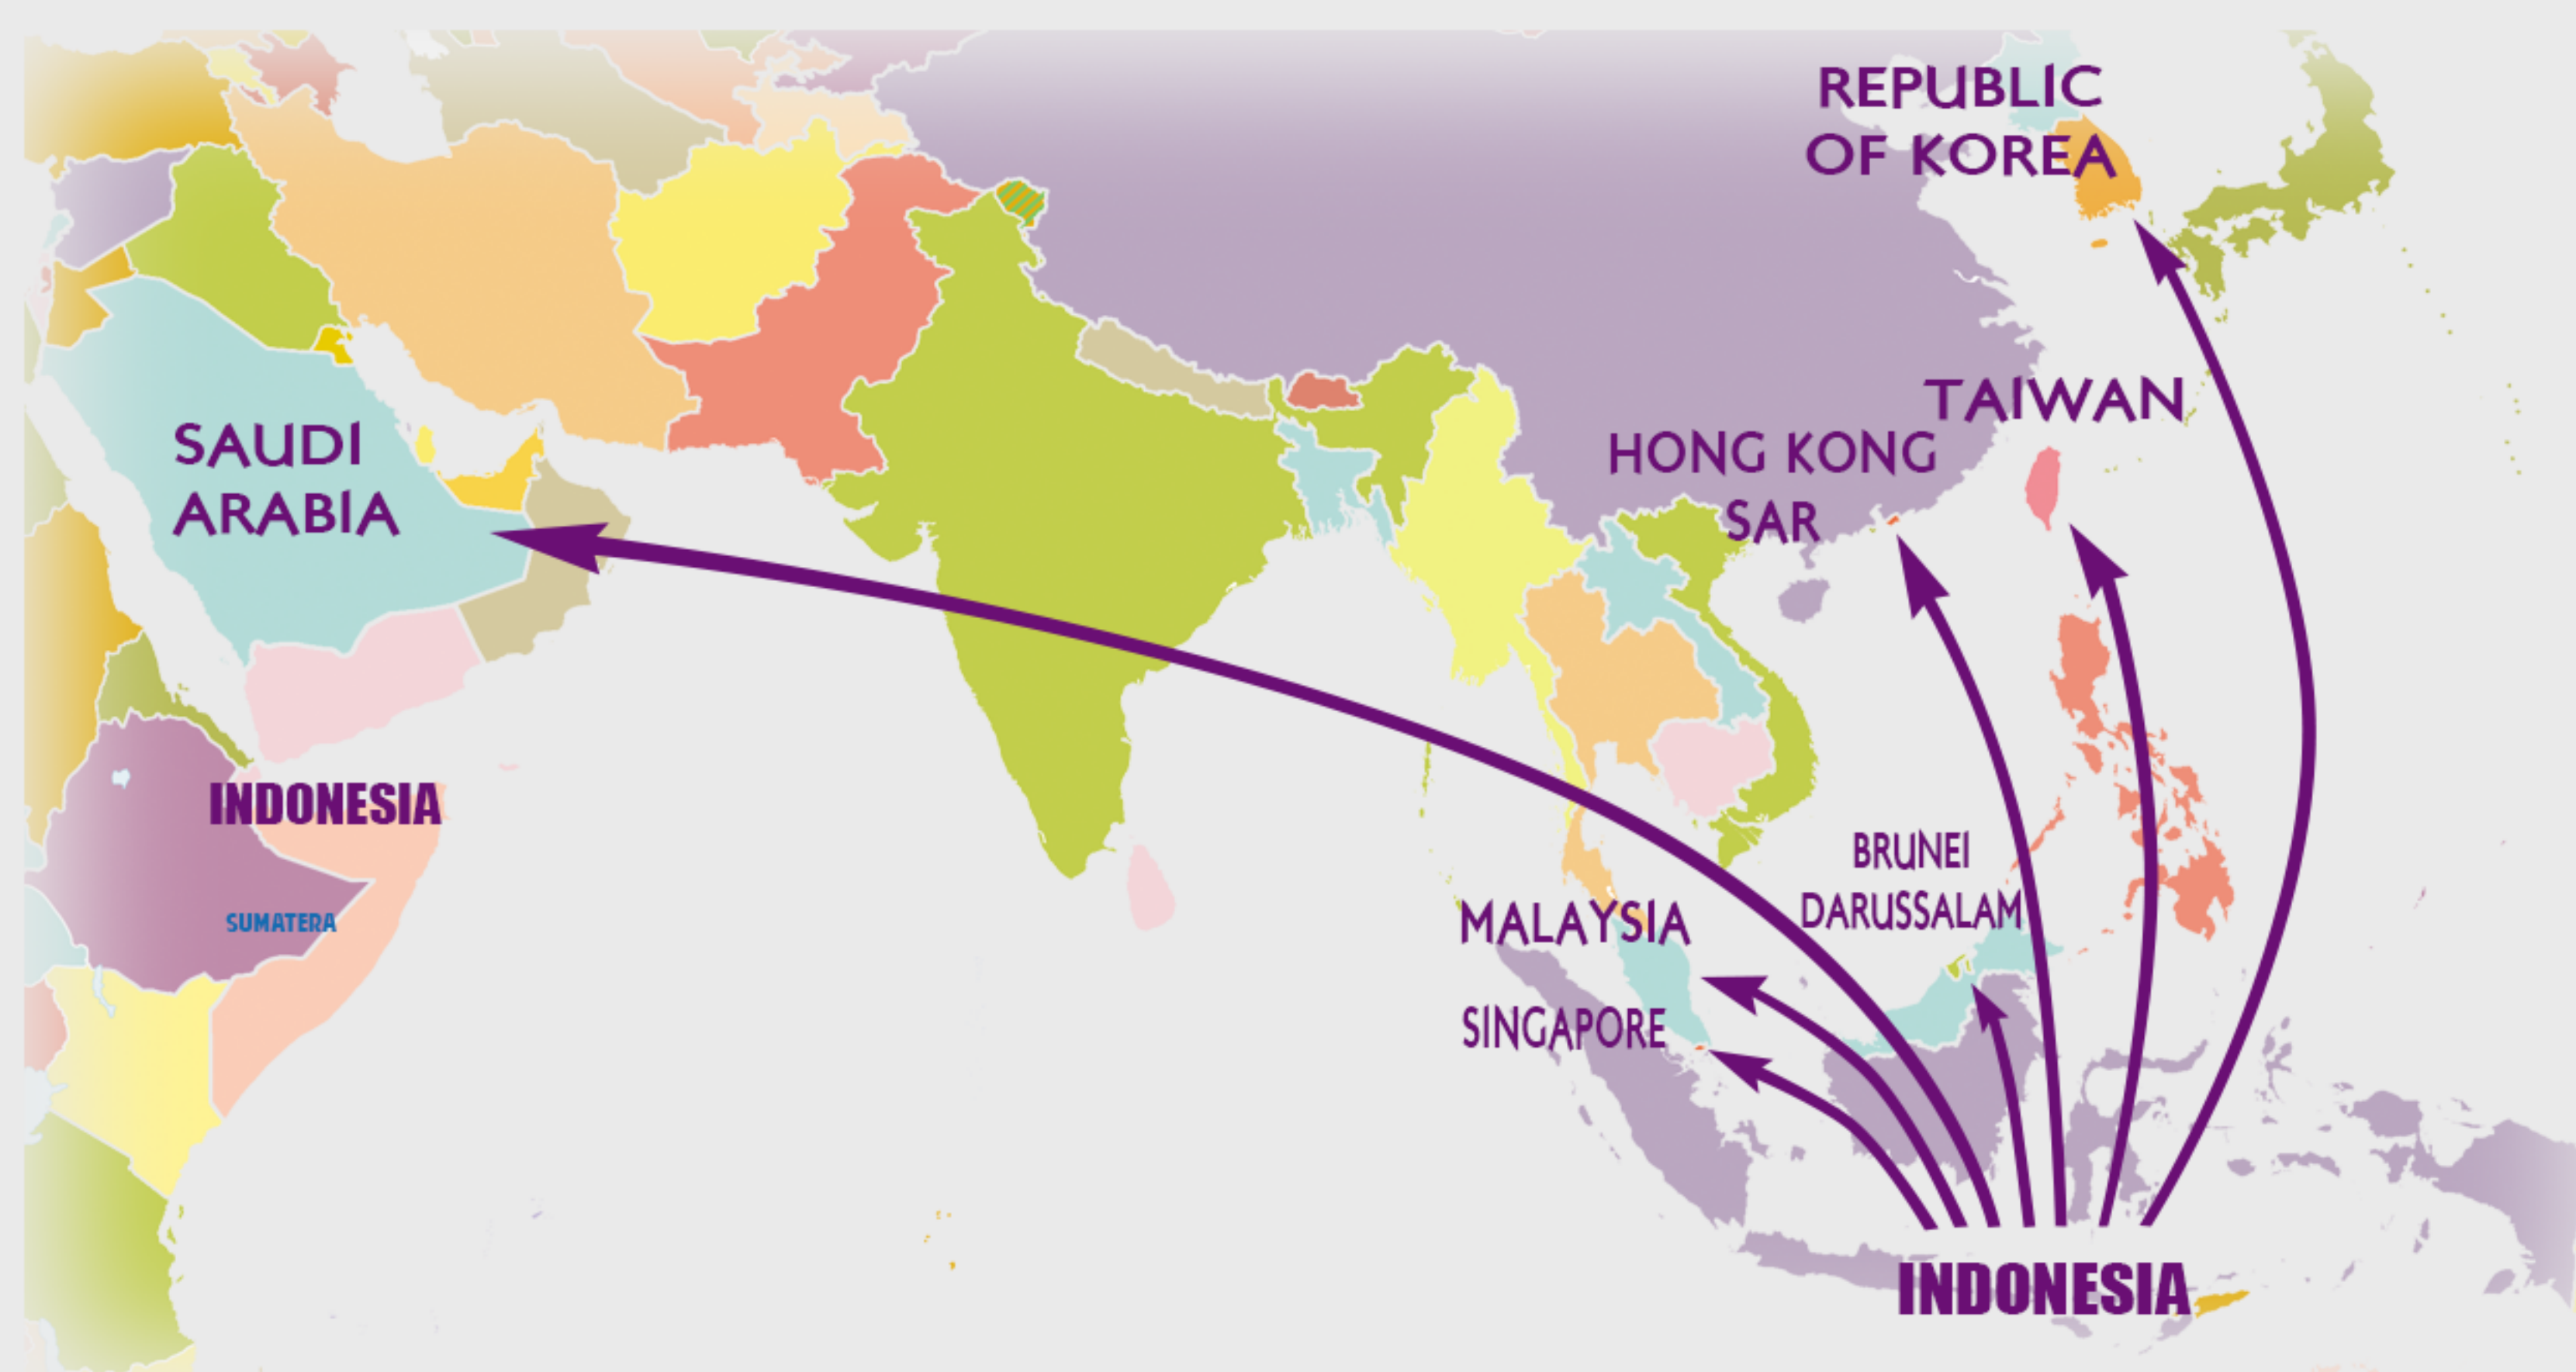 REPUBLIC
OF KOREA
TAIWAN
HONG KONG
SAR
SAUDI
ARABIA
INDONESIA
SUMATERA
BRUNEI
DARUSSALAM
MALAYSIA
SINGAPORE
INDONESIA